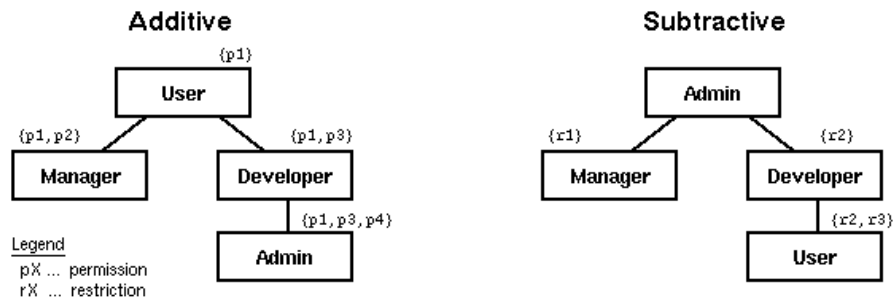 Additive
{p1}
User
{p1,p2}
{p1,p3}
Manager
Developer
{p1,p3,p4}
Admin
Legend
pX ... permission
rX ... restriction
Subtractive
Admin
{r1}
{r2}
Manager
Developer
{r2,r3}
User